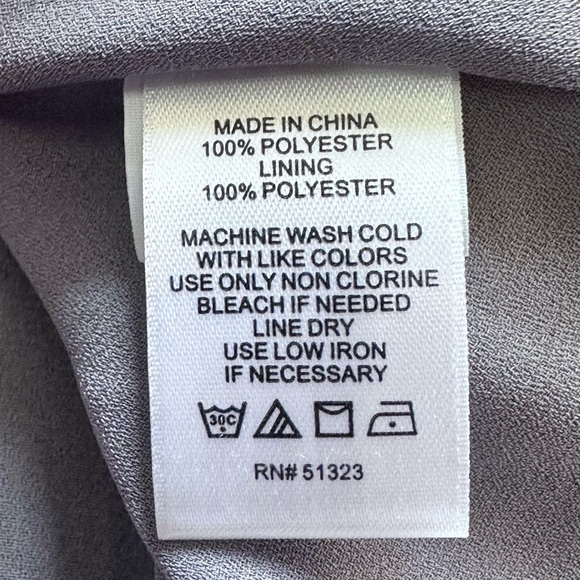 MADE IN CHINA
100% POLYESTER
LINING
100% POLYESTER
MACHINE WASH COLD
WITH LIKE COLORS
USE ONLY NON CLORINE
BLEACH IF NEEDED
LINE DRY
USE LOW IRON
IF NECESSARY
30C
RN# 51323